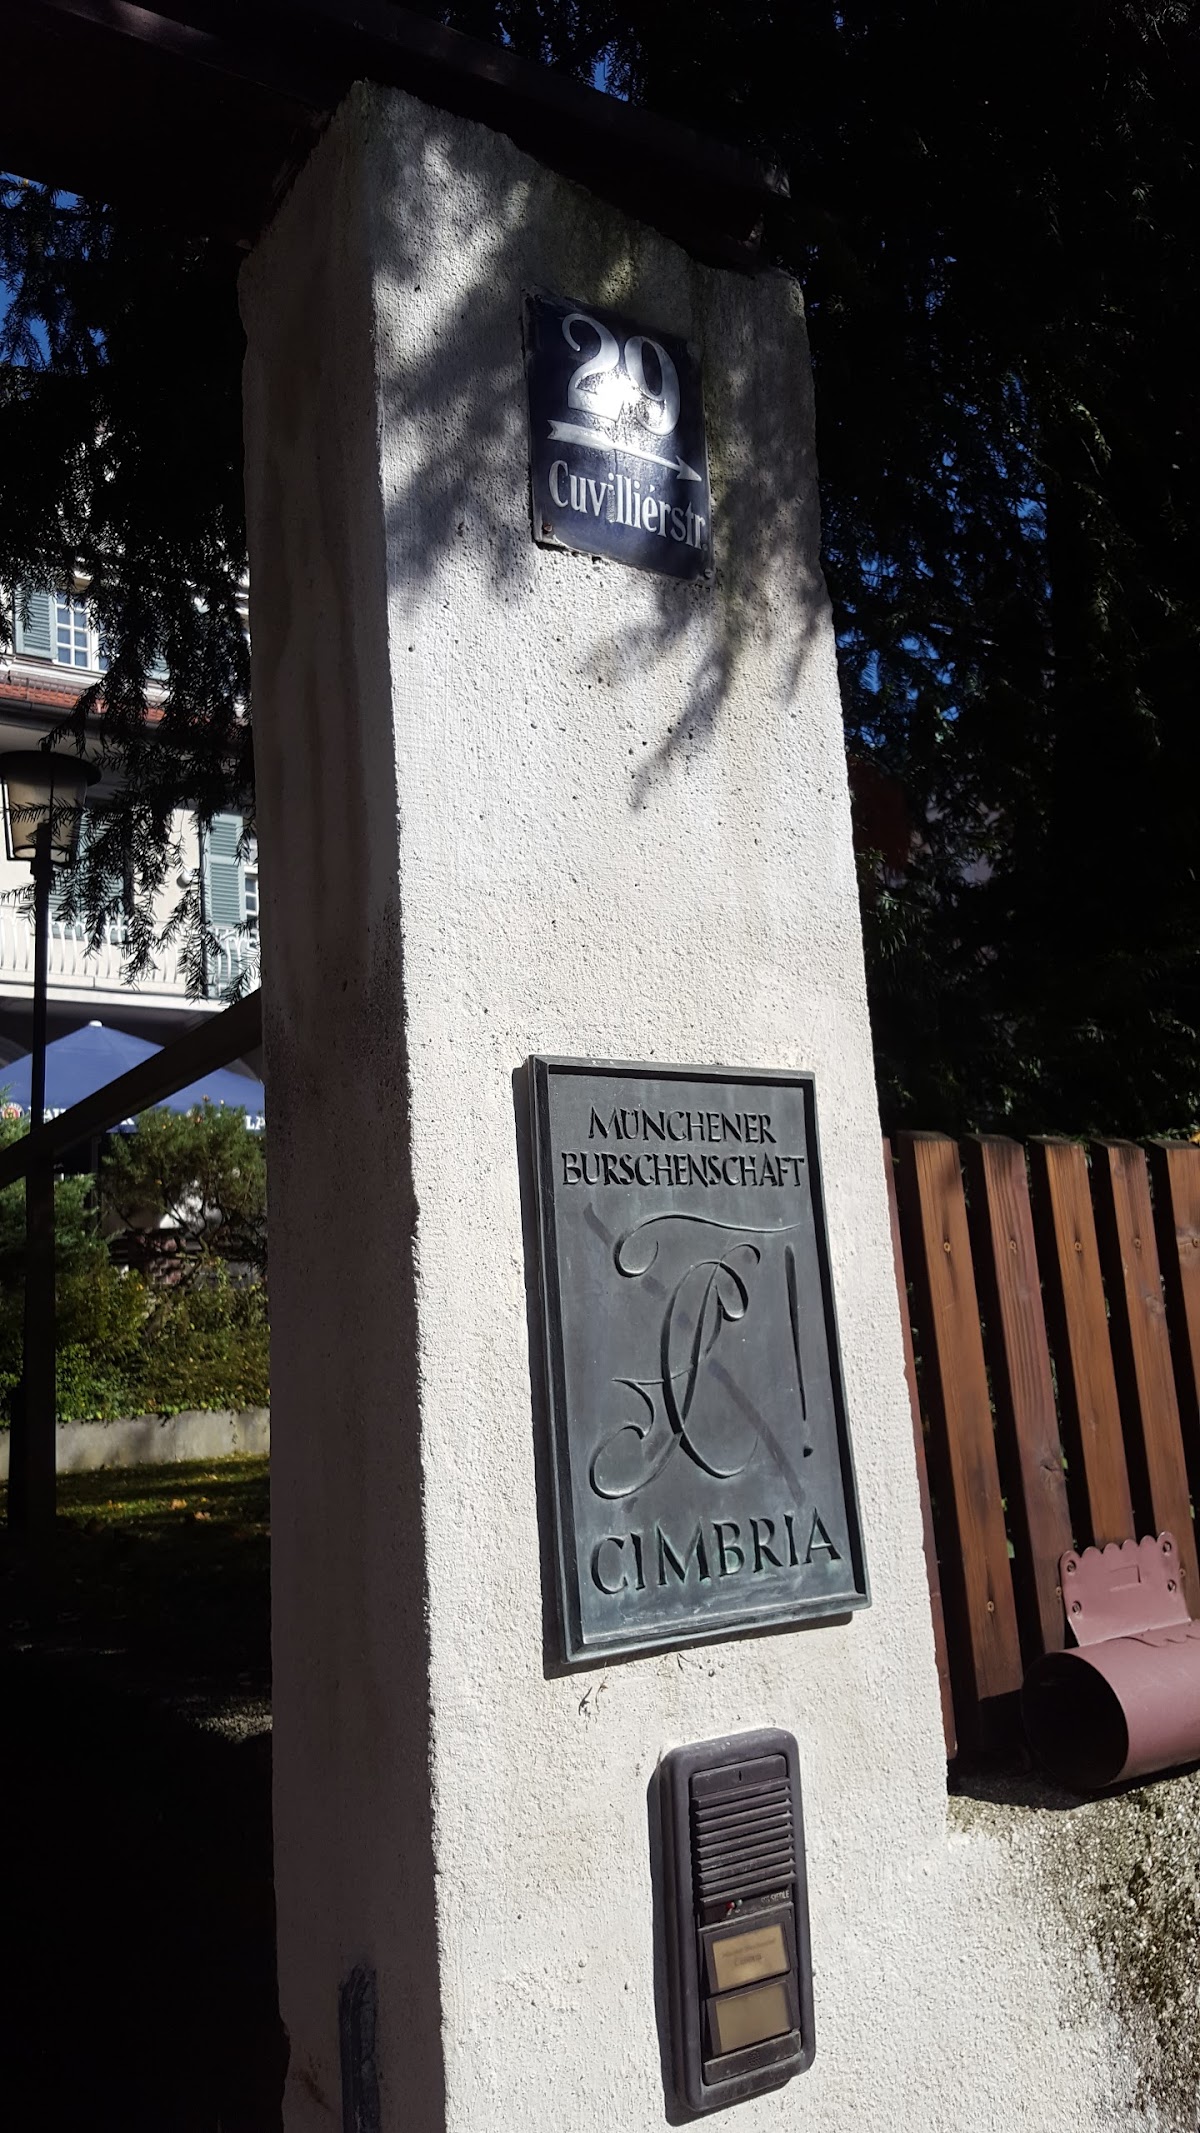 29
Cuvilliérstr.
MÜNCHENER
BURSCHENSCHAFT
!
CIMBRIA